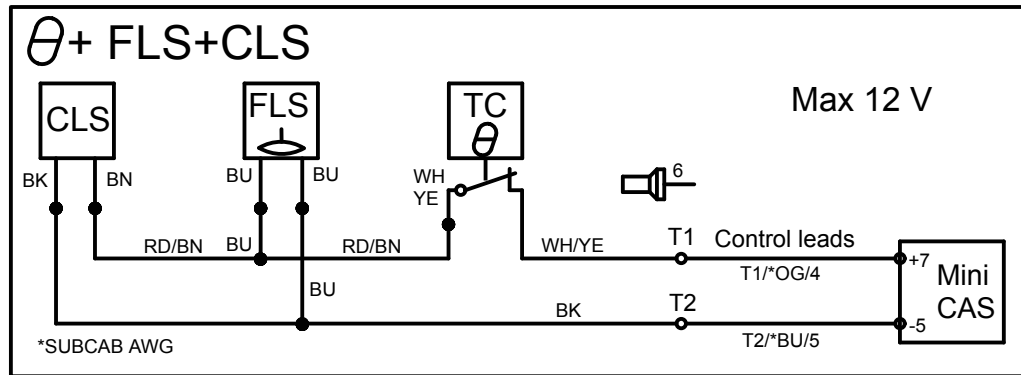 θ+ FLS+CLS
Max 12 V
CLS
FLS
TC
θ
BK
BN
BU
BU
WH
YE
6
RD/BN
BU
RD/BN
WH/YE
T1
Control leads
T1/*OG/4
+7
Mini
CAS
BU
BK
T2
-5
T2/*BU/5
*SUBCAB AWG